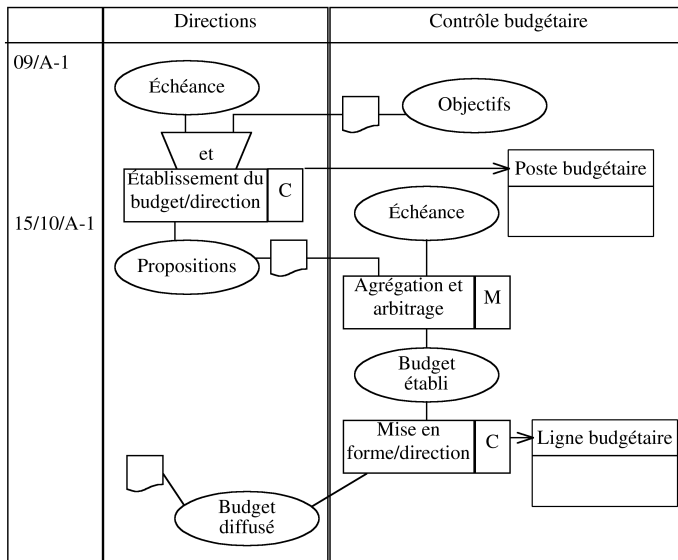 Directions
Contrôle budgétaire
09/A-1
Échéance
Objectifs
et
Établissement du
budget/direction
C
Poste budgétaire
15/10/A-1
Échéance
Propositions
Agrégation et
arbitrage
M
Budget
établi
Mise en
forme/direction
C
Ligne budgétaire
Budget
diffusé